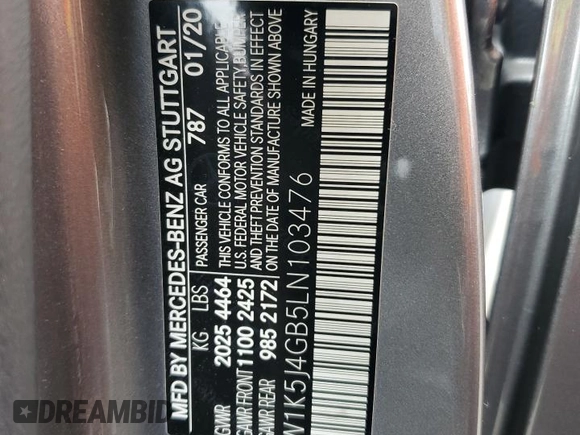 MFD BY MERCEDES-BENZ AG STUTTGART
787 01/20
KG LBS PASSENGER CAR
GVWR 2025 4464 THIS VEHICLE CONFORMS TO ALL APPLICABLE
GAWR FRONT 1100 2425 U.S. FEDERAL MOTOR VEHICLE SAFETY, BUMPER
GAWR REAR 985 2172 AND THEFT PREVENTION STANDARDS IN EFFECT
ON THE DATE OF MANUFACTURE SHOWN ABOVE
MADE IN HUNGARY
W1K5J4GB5LN103476
DREAMBID